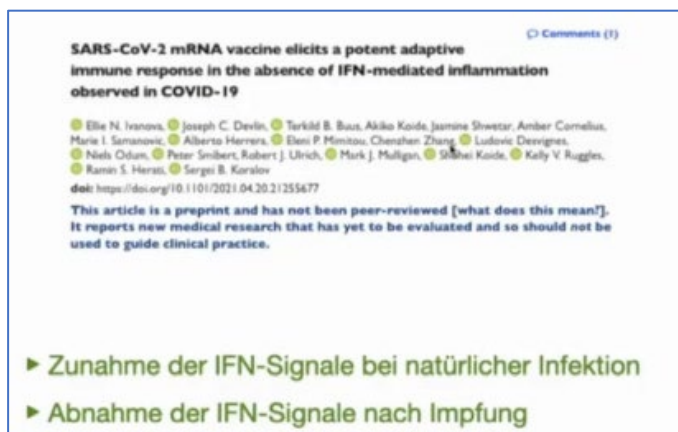 Comments (1)
SARS-CoV-2 mRNA vaccine elicits a potent adaptive
immune response in the absence of IFN-mediated inflammation
observed in COVID-19
Ellie N. Ivanova, Joseph C. Devlin, Terkild B. Buus, Akiko Koide, Jasmine Shwetar, Amber Cornelius,
Marie I. Samanovic, Alberto Herrera, Eleni P. Mimitou, Chenzhen Zhang, Ludovic Desvignes,
Niels Odum, Peter Smibert, Robert J. Ulrich, Mark J. Mulligan, Shohei Koide, Kelly V. Ruggles,
Ramin S. Herati, Sergei B. Koralov
doi: https://doi.org/10.1101/2021.04.20.21255677
This article is a preprint and has not been peer-reviewed [what does this mean?].
It reports new medical research that has yet to be evaluated and so should not be
used to guide clinical practice.
► Zunahme der IFN-Signale bei natürlicher Infektion
► Abnahme der IFN-Signale nach Impfung